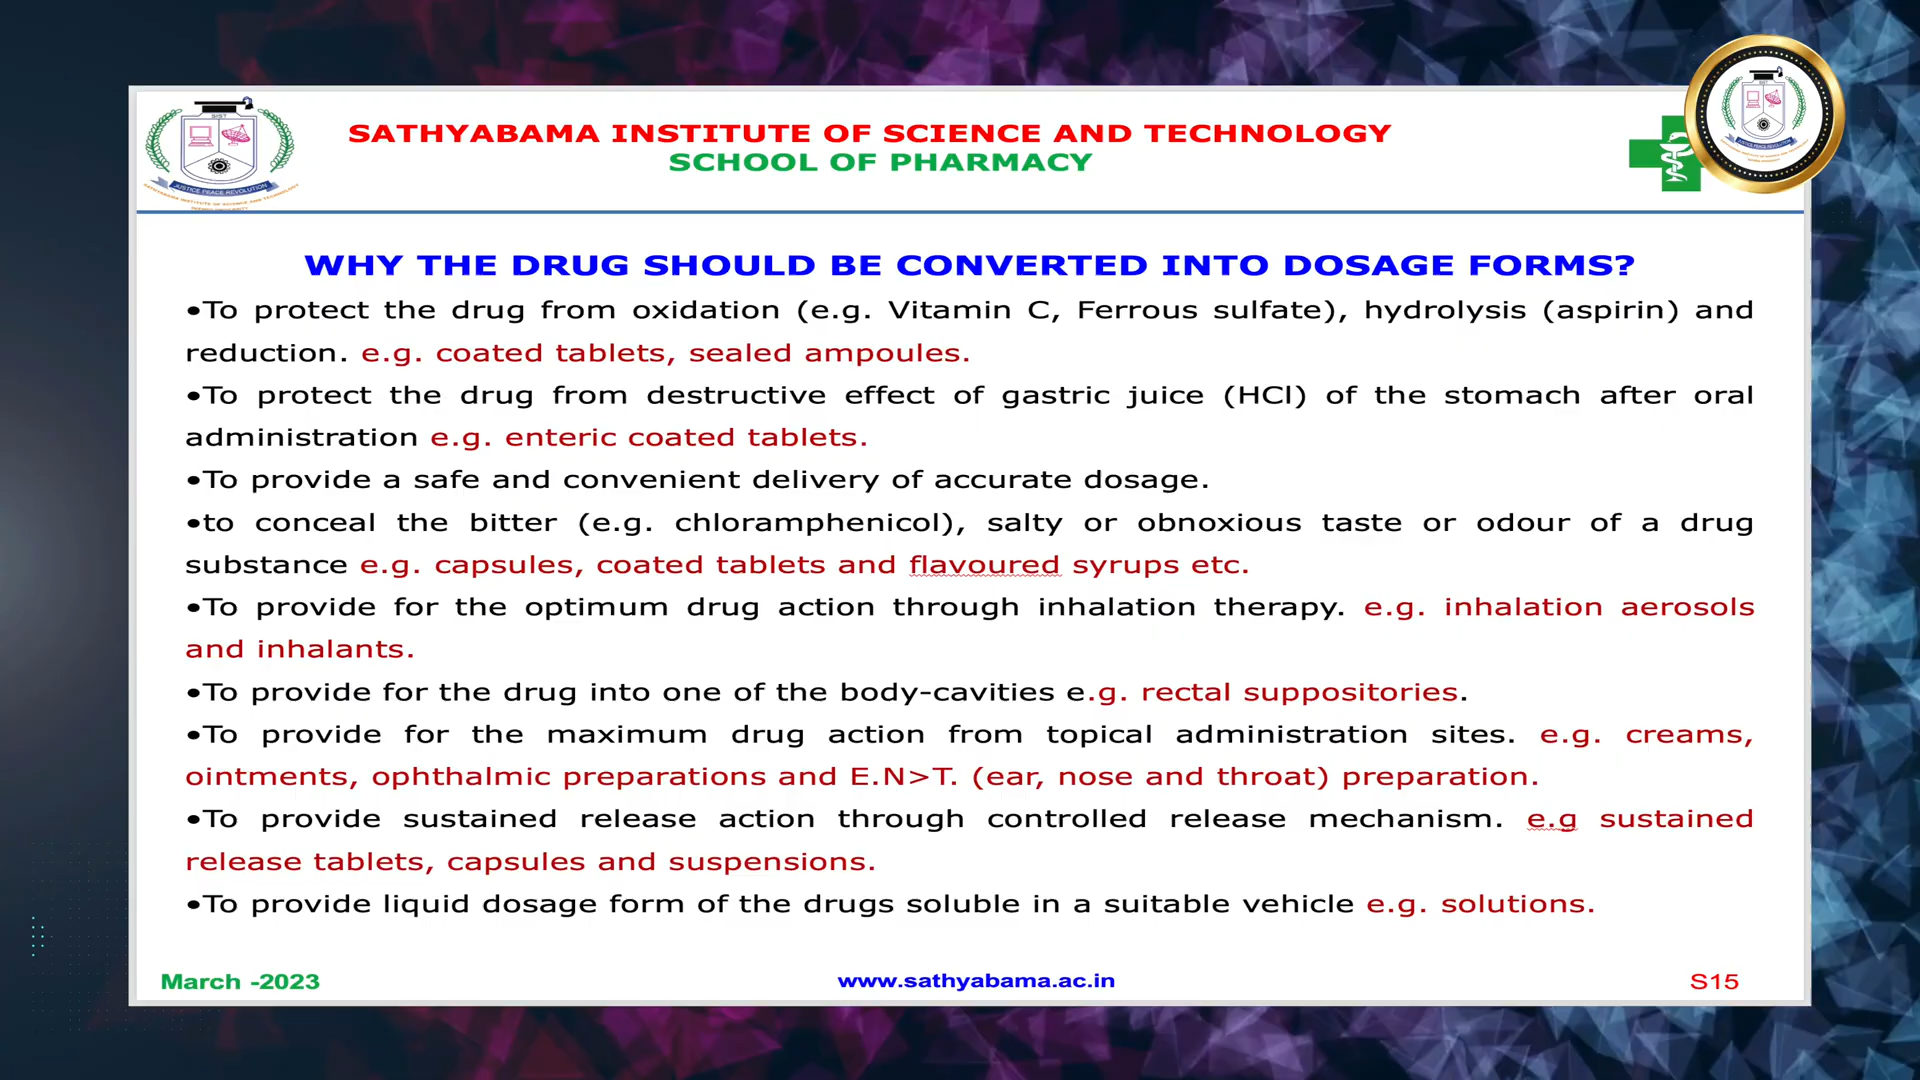 SIST
JUSTICE PEACE REVOLUTION
SATHYABAMA INSTITUTE OF SCIENCE AND TECHNOLOGY
SCHOOL OF PHARMACY
WHY THE DRUG SHOULD BE CONVERTED INTO DOSAGE FORMS?
•To protect the drug from oxidation (e.g. Vitamin C, Ferrous sulfate), hydrolysis (aspirin) and
reduction. e.g. coated tablets, sealed ampoules.
•To protect the drug from destructive effect of gastric juice (HCl) of the stomach after oral
administration e.g. enteric coated tablets.
•To provide a safe and convenient delivery of accurate dosage.
•to conceal the bitter (e.g. chloramphenicol), salty or obnoxious taste or odour of a drug
substance e.g. capsules, coated tablets and flavoured syrups etc.
•To provide for the optimum drug action through inhalation therapy. e.g. inhalation aerosols
and inhalants.
•To provide for the drug into one of the body-cavities e.g. rectal suppositories.
•To provide for the maximum drug action from topical administration sites. e.g. creams,
ointments, ophthalmic preparations and E.N>T. (ear, nose and throat) preparation.
•To provide sustained release action through controlled release mechanism. e.g sustained
release tablets, capsules and suspensions.
•To provide liquid dosage form of the drugs soluble in a suitable vehicle e.g. solutions.
March -2023
www.sathyabama.ac.in
S15